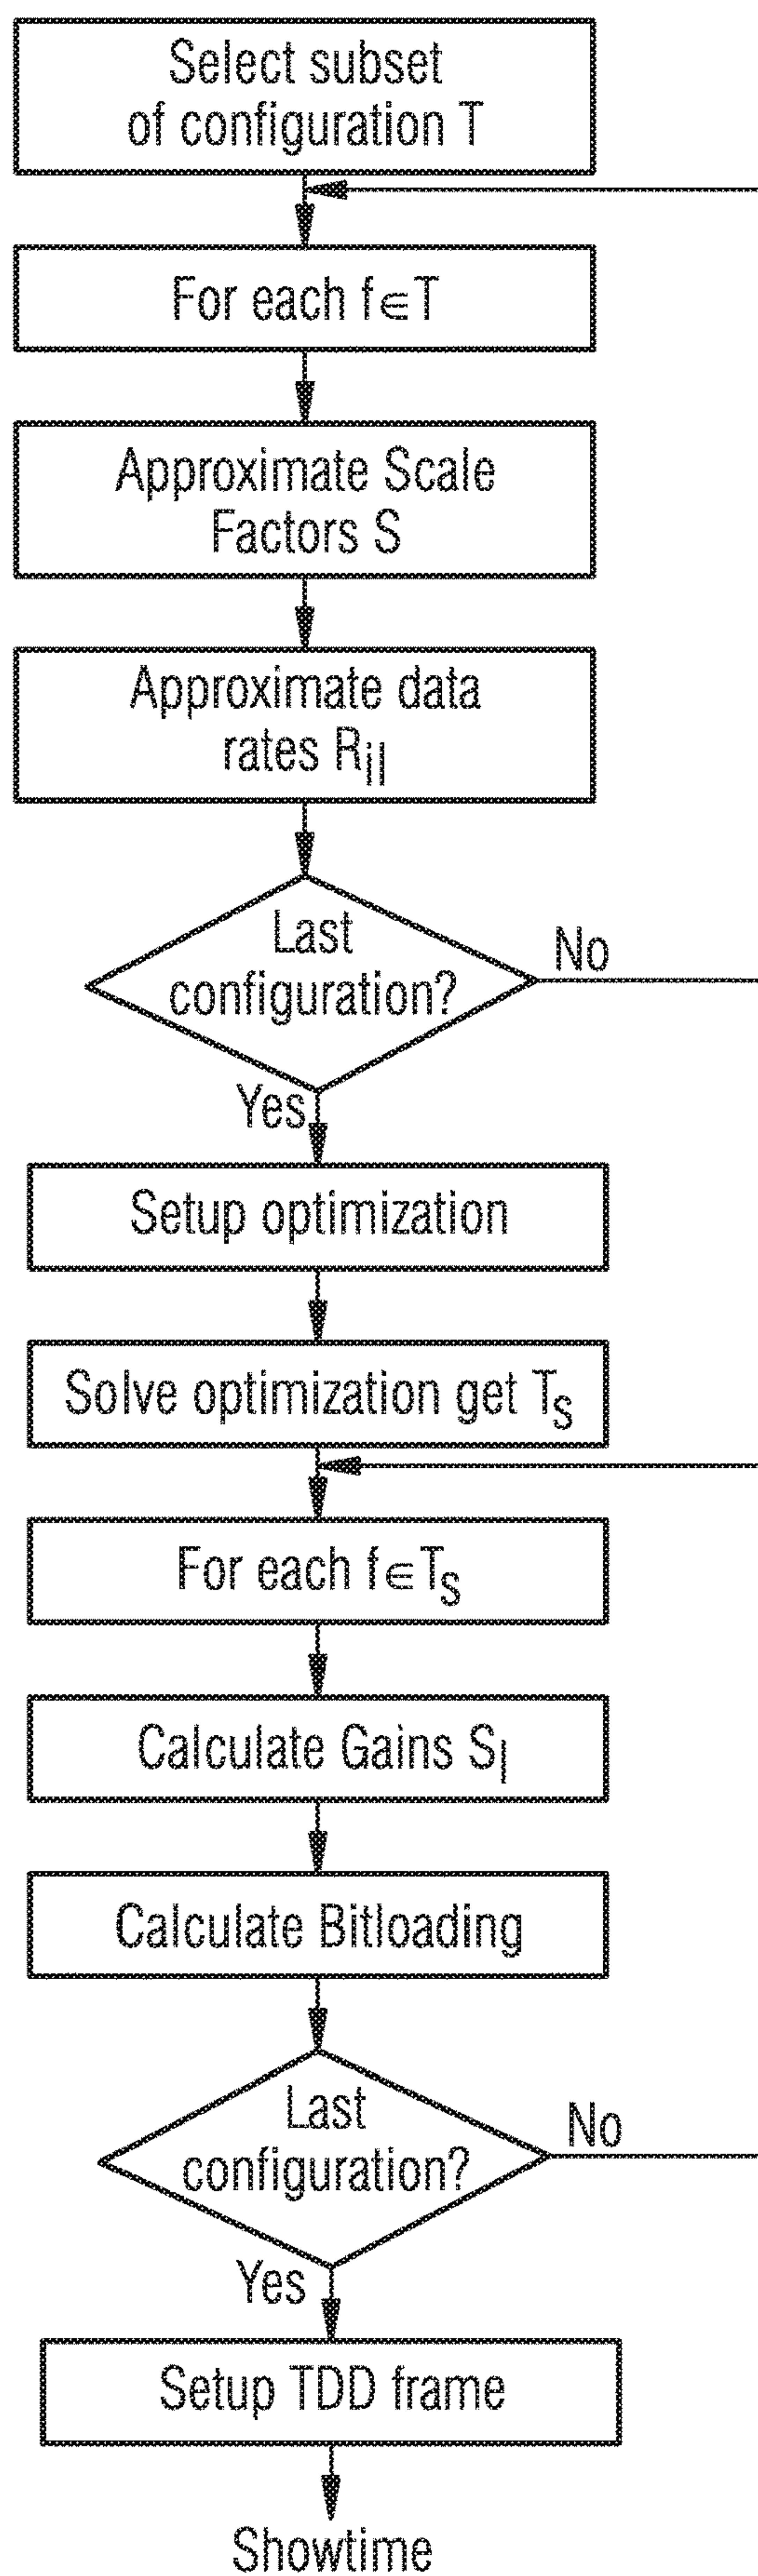 Select subset
of configuration T
For each f∈T
Approximate Scale
Factors S
Approximate data
rates Ril
Last
configuration?
No
Yes
Setup optimization
Solve optimization get Ts
For each f∈Ts
Calculate Gains Sl
Calculate Bitloading
Last
configuration?
No
Yes
Setup TDD frame
Showtime